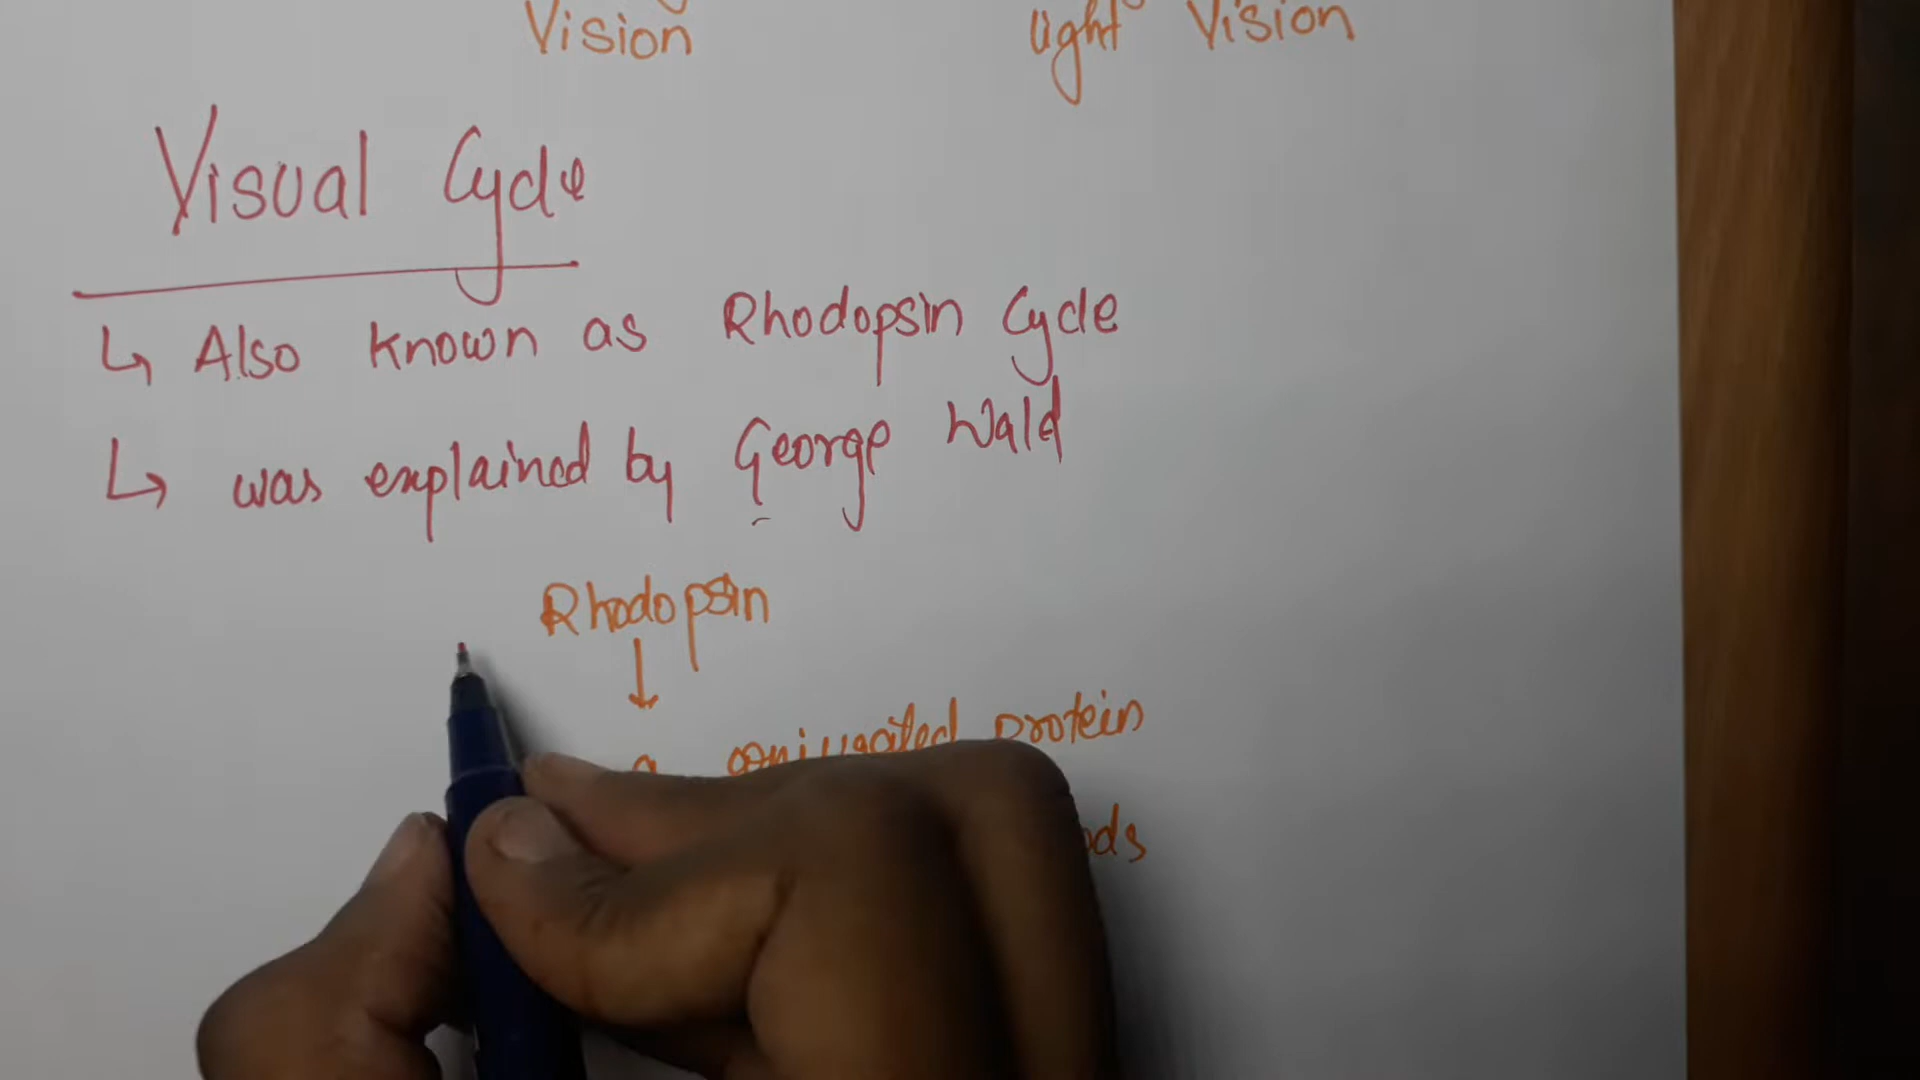 Vision light Vision
Visual Cycle
↳ Also known as Rhodopsin Cycle
↳ was explained by George Wald
Rhodopsin
↓
a conjugated protein